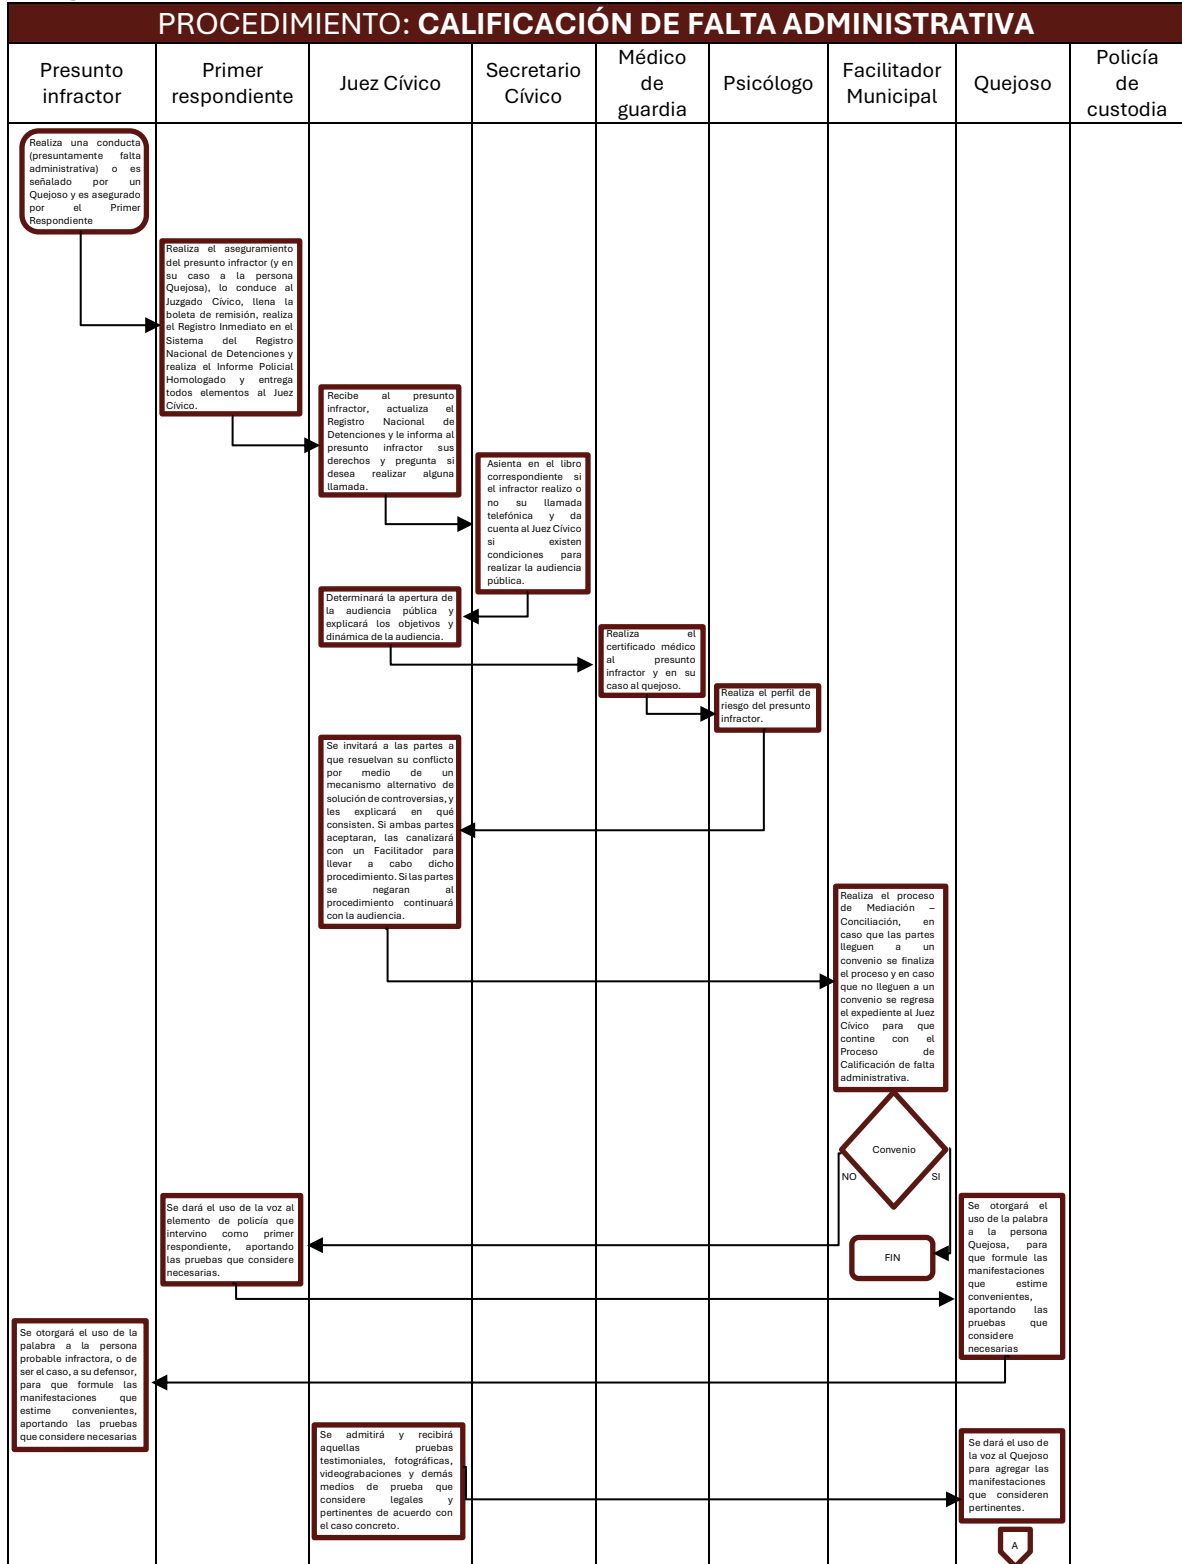 PROCEDIMIENTO: CALIFICACIÓN DE FALTA ADMINISTRATIVA
Presunto
infractor
Primer
respondiente
Juez Cívico
Secretario
Cívico
Médico
de
guardia
Psicólogo
Facilitador
Municipal
Quejoso
Policía
de
custodia
Realiza una conducta
(presuntamente falta
administrativa) o es
señalado por un
Quejoso y es asegurado
por el Primer
Respondiente
Realiza el aseguramiento
del presunto infractor (y en
su caso a la persona
Quejosa), lo conduce al
Juzgado Cívico, llena la
boleta de remisión, realiza
el Registro Inmediato en el
Sistema del Registro
Nacional de Detenciones y
realiza el Informe Policial
Homologado y entrega
todos elementos al Juez
Cívico.
Recibe al presunto
infractor, actualiza el
Registro Nacional de
Detenciones y le informa al
presunto infractor sus
derechos y pregunta si
desea realizar alguna
llamada.
Asienta en el libro
correspondiente si
el infractor realizo o
no su llamada
telefónica y da
cuenta al Juez Cívico
si existen
condiciones para
realizar la audiencia
pública.
Determinará la apertura de
la audiencia pública y
explicará los objetivos y
dinámica de la audiencia.
Realiza el
certificado médico
al presunto
infractor y en su
caso al quejoso.
Realiza el perfil de
riesgo del presunto
infractor.
Se invitará a las partes a
que resuelvan su conflicto
por medio de un
mecanismo alternativo de
solución de controversias, y
les explicará en qué
consisten. Si ambas partes
aceptaran, las canalizará
con un Facilitador para
llevar a cabo dicho
procedimiento. Si las partes
se negaran al
procedimiento continuará
con la audiencia.
Realiza el proceso
de Mediación –
Conciliación, en
caso que las partes
lleguen a un
convenio se finaliza
el proceso y en caso
que no lleguen a un
convenio se regresa
el expediente al Juez
Cívico para que
contine con el
Proceso de
Calificación de falta
administrativa.
Convenio
NO
SI
FIN
Se dará el uso de la voz al
elemento de policía que
intervino como primer
respondiente, aportando
las pruebas que considere
necesarias.
Se otorgará el
uso de la palabra
a la persona
Quejosa, para
que formule las
manifestaciones
que estime
convenientes,
aportando las
pruebas que
considere
necesarias
Se otorgará el uso de la
palabra a la persona
probable infractora, o de
ser el caso, a su defensor,
para que formule las
manifestaciones que
estime convenientes,
aportando las pruebas
que considere necesarias
Se admitirá y recibirá
aquellas pruebas
testimoniales, fotográficas,
videograbaciones y demás
medios de prueba que
considere legales y
pertinentes de acuerdo con
el caso concreto.
Se dará el uso de
la voz al Quejoso
para agregar las
manifestaciones
que consideren
pertinentes.
A